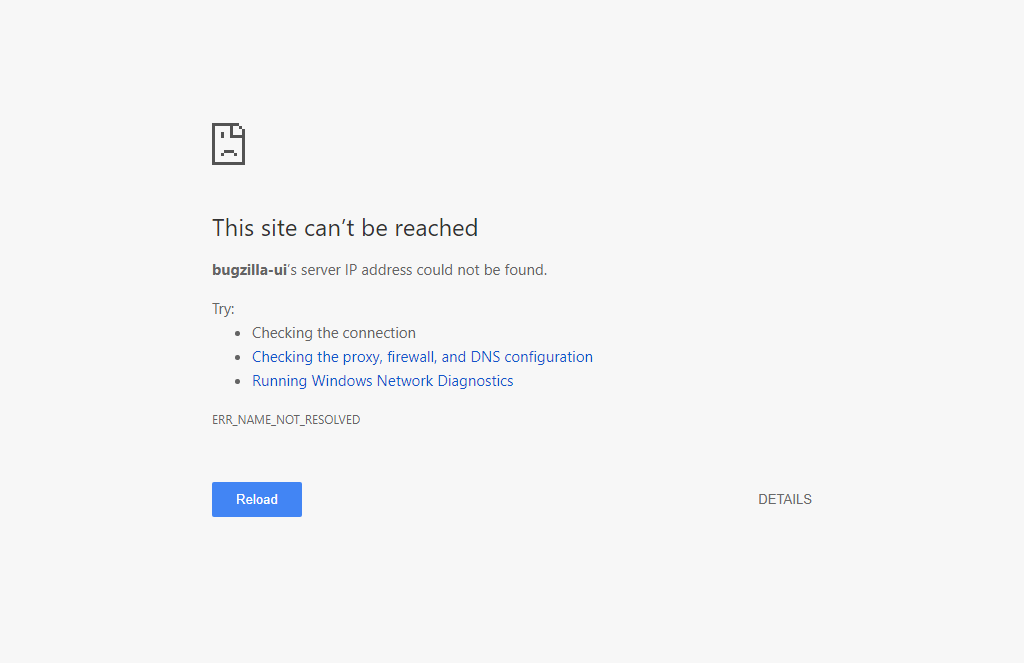 This site can’t be reached
bugzilla-ui’s server IP address could not be found.
Try:
Checking the connection
Checking the proxy, firewall, and DNS configuration
Running Windows Network Diagnostics
ERR_NAME_NOT_RESOLVED
Reload
DETAILS